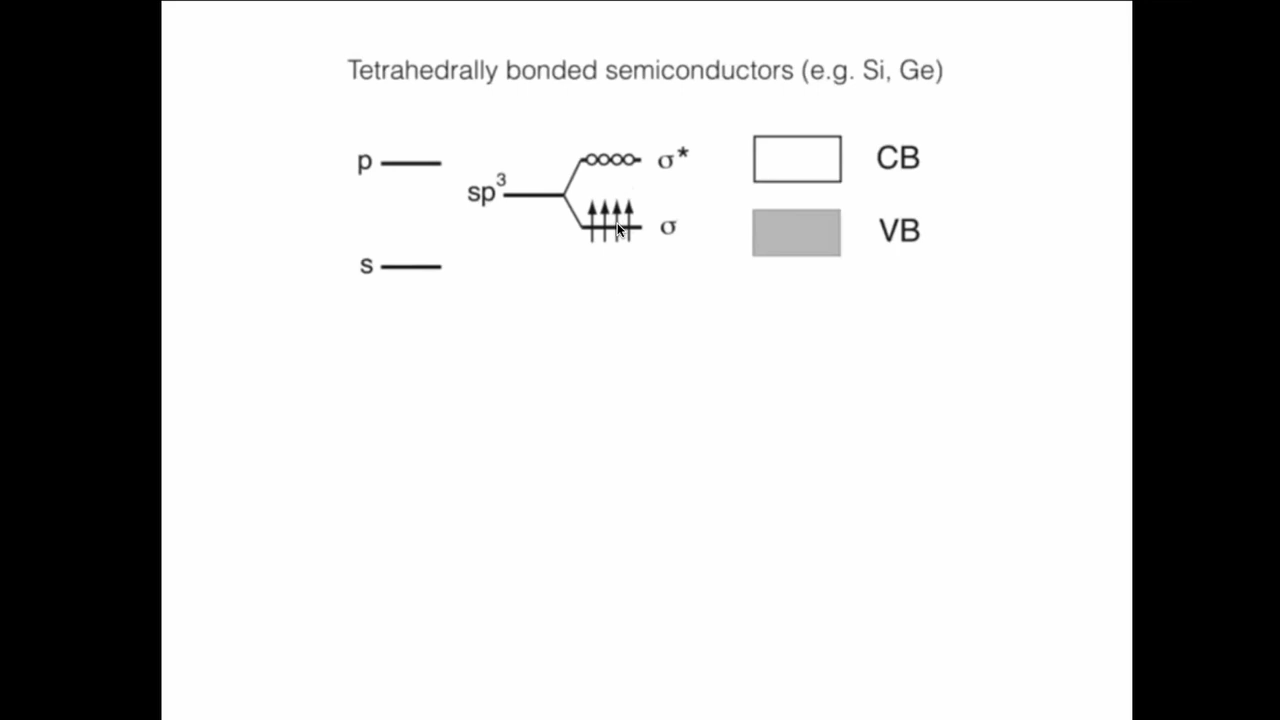 Tetrahedrally bonded semiconductors (e.g. Si, Ge)
p
sp³
σ*
CB
s
σ
VB